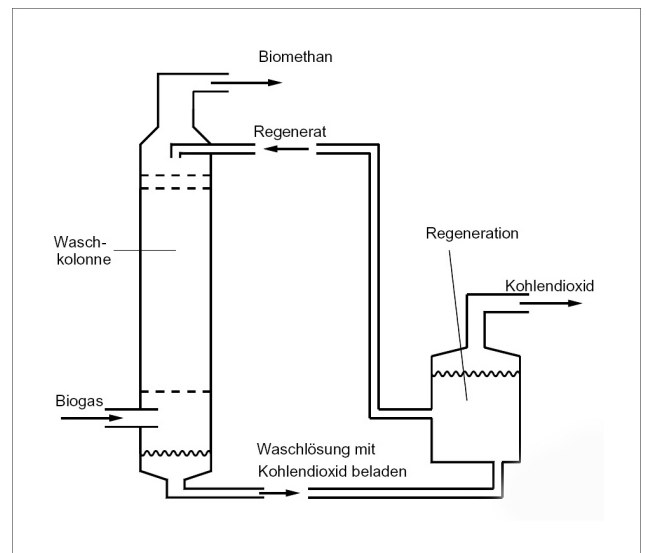 Biomethan
Regenerat
Wasch-
kolonne
Regeneration
Kohlendioxid
Biogas
Waschlösung mit
Kohlendioxid beladen